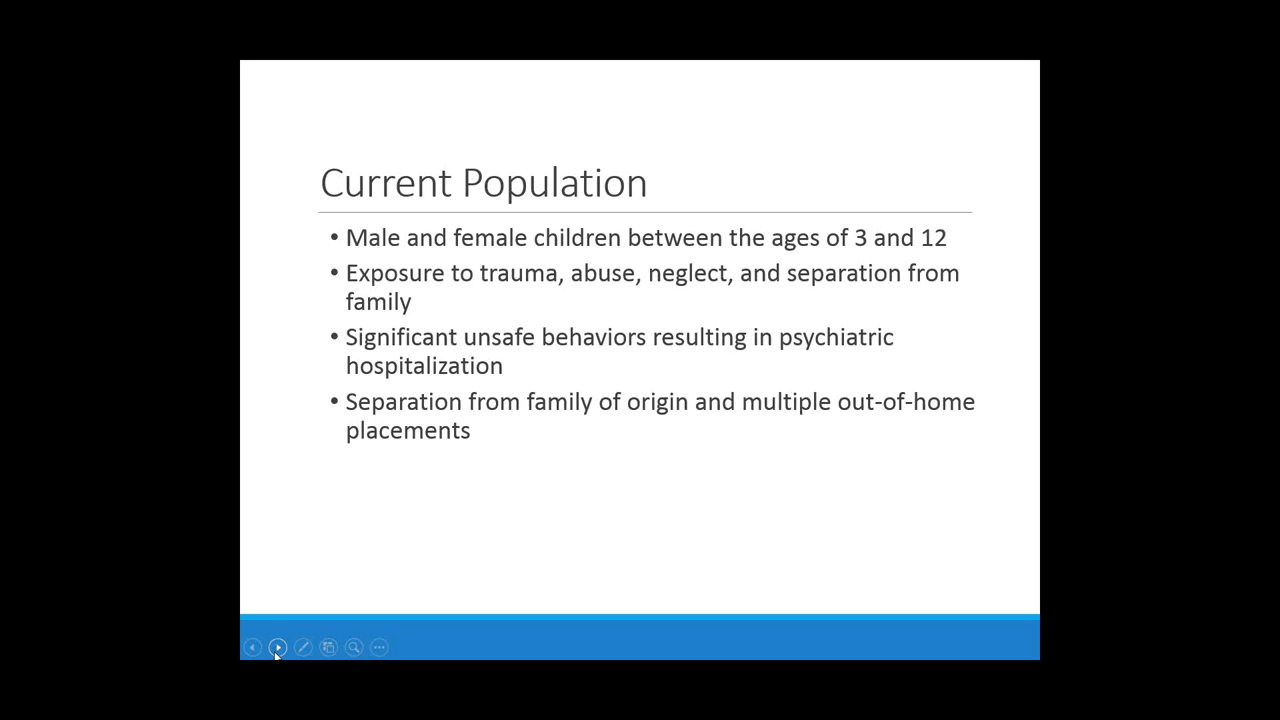 Current Population
• Male and female children between the ages of 3 and 12
• Exposure to trauma, abuse, neglect, and separation from
family
• Significant unsafe behaviors resulting in psychiatric
hospitalization
• Separation from family of origin and multiple out-of-home
placements